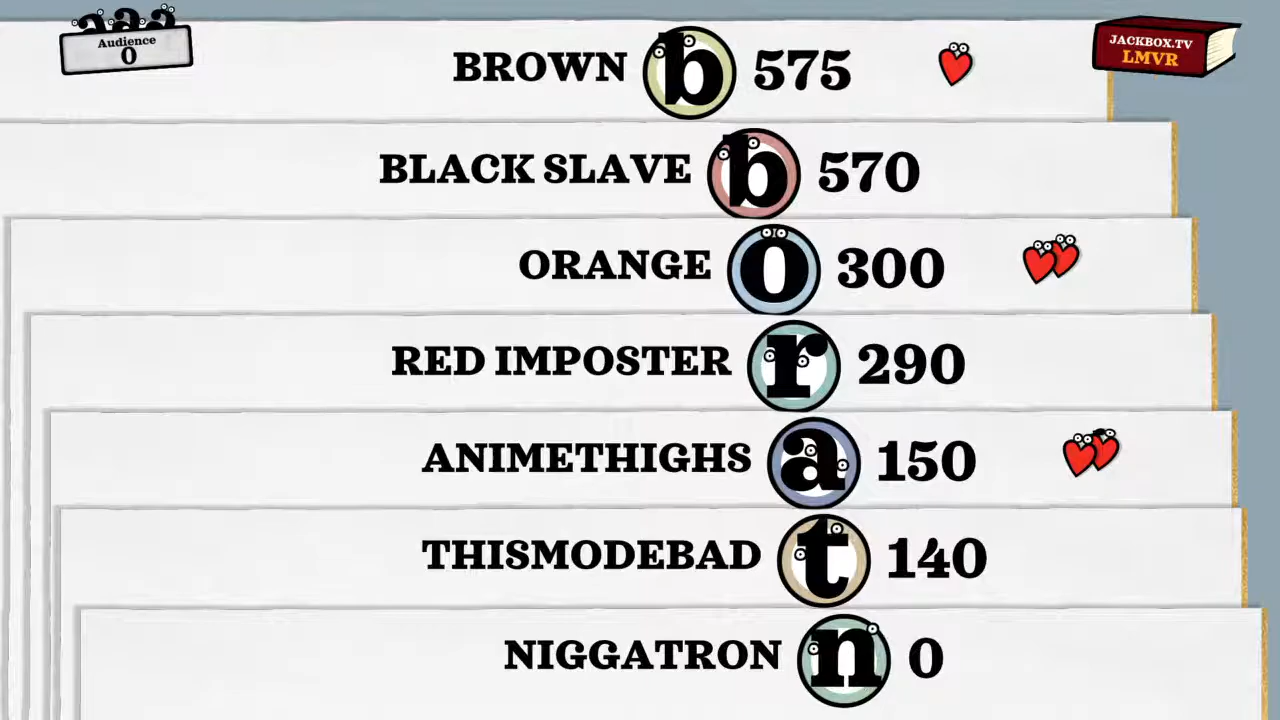 Audience
0
JACKBOX.TV
LMVR
BROWN b 575
BLACK SLAVE b 570
ORANGE o 300
RED IMPOSTER r 290
ANIMETHIGHS a 150
THISMODEBAD t 140
NIGGATRON n 0